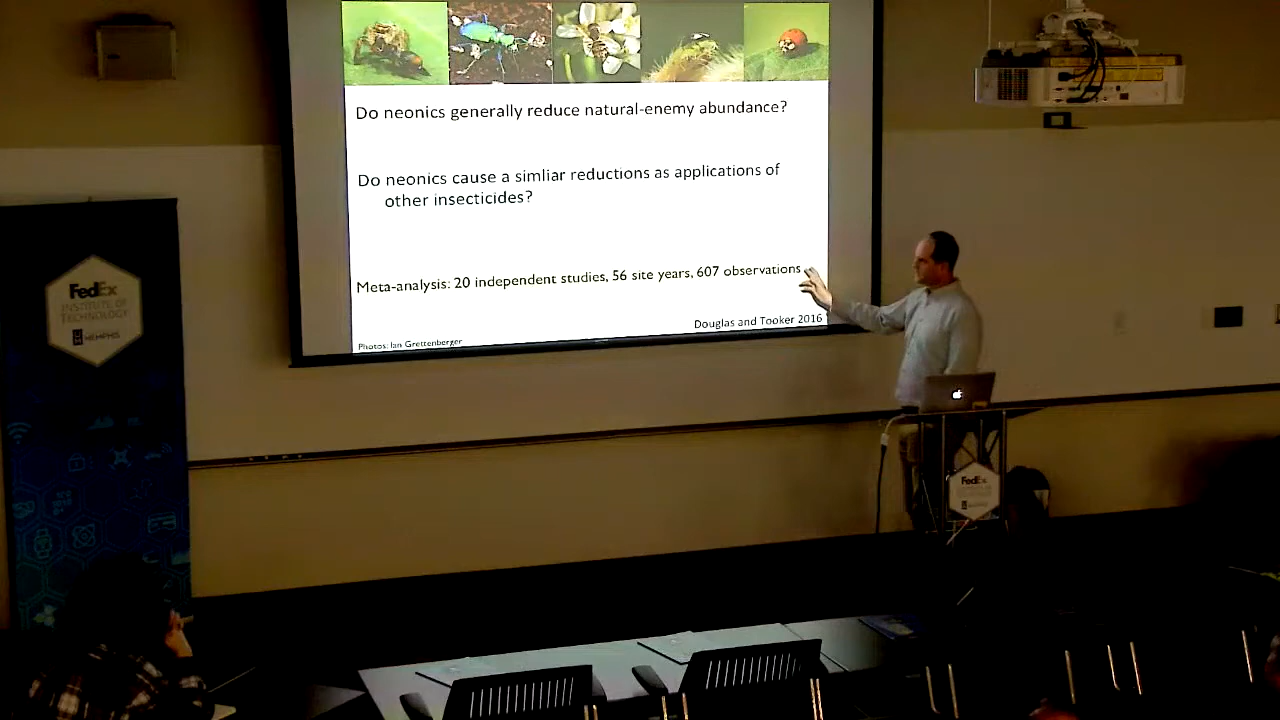 Do neonics generally reduce natural-enemy abundance?
Do neonics cause a simliar reductions as applications of
other insecticides?
Meta-analysis: 20 independent studies, 56 site years, 607 observations
Douglas and Tooker 2016
Photos: Ian Grettenberger
FedEx
INSTITUTE OF
TECHNOLOGY
MEMPHIS
FedEx